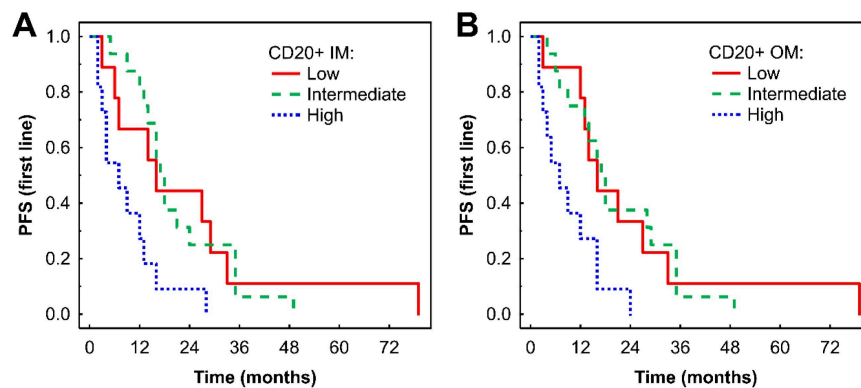 A
CD20+ IM:
Low
Intermediate
High
PFS (first line)
1.0
0.8
0.6
0.4
0.2
0.0
0 12 24 36 48 60 72
Time (months)
B
CD20+ OM:
Low
Intermediate
High
PFS (first line)
1.0
0.8
0.6
0.4
0.2
0.0
0 12 24 36 48 60 72
Time (months)